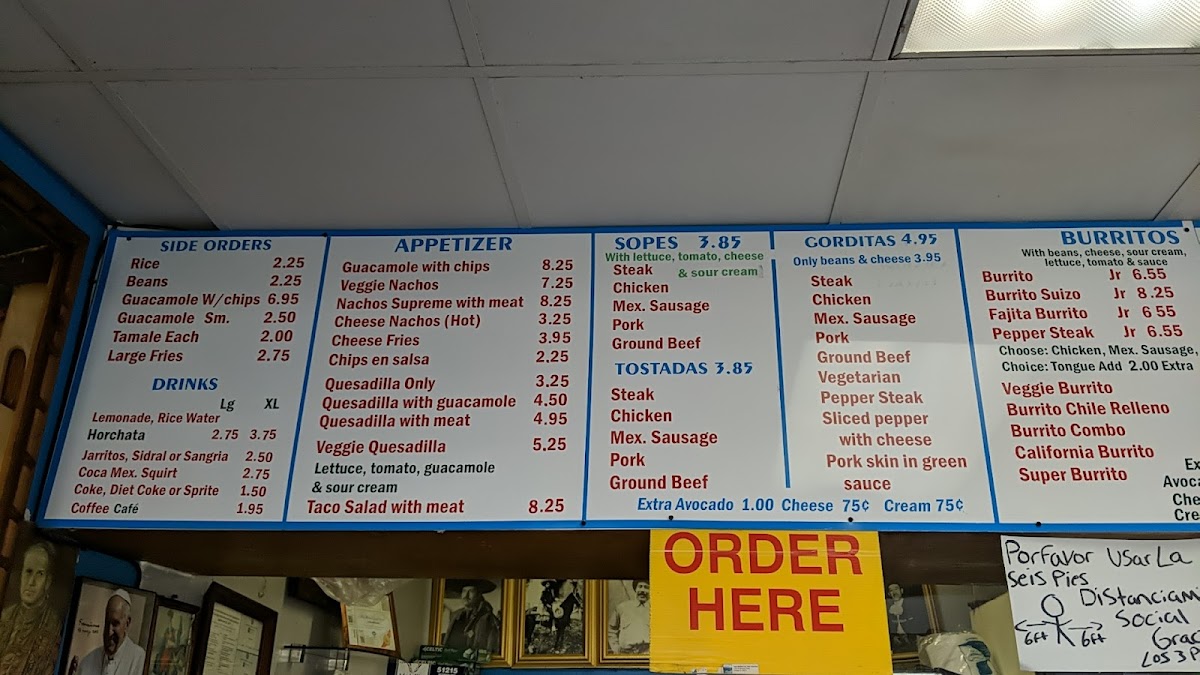 SIDE ORDERS
Rice 2.25
Beans 2.25
Guacamole W/chips 6.95
Guacamole Sm. 2.50
Tamale Each 2.00
Large Fries 2.75
DRINKS
Lg XL
Lemonade, Rice Water
Horchata 2.75 3.75
Jarritos, Sidral or Sangria 2.50
Coca Mex. Squirt 2.75
Coke, Diet Coke or Sprite 1.50
Coffee Café 1.95
APPETIZER
Guacamole with chips 8.25
Veggie Nachos 7.25
Nachos Supreme with meat 8.25
Cheese Nachos (Hot) 3.25
Cheese Fries 3.95
Chips en salsa 2.25
Quesadilla Only 3.25
Quesadilla with guacamole 4.50
Quesadilla with meat 4.95
Veggie Quesadilla 5.25
Lettuce, tomato, guacamole
& sour cream
Taco Salad with meat 8.25
SOPES 3.85
With lettuce, tomato, cheese
& sour cream
Steak
Chicken
Mex. Sausage
Pork
Ground Beef
TOSTADAS 3.85
Steak
Chicken
Mex. Sausage
Pork
Ground Beef
GORDITAS 4.95
Only beans & cheese 3.95
Steak
Chicken
Mex. Sausage
Pork
Ground Beef
Vegetarian
Pepper Steak
Sliced pepper
with cheese
Pork skin in green
sauce
Extra Avocado 1.00 Cheese 75¢ Cream 75¢
BURRITOS
With beans, cheese, sour cream,
lettuce, tomato & sauce
Burrito Jr 6.55
Burrito Suizo Jr 8.25
Fajita Burrito Jr 6 55
Pepper Steak Jr 6.55
Choose: Chicken, Mex. Sausage,
Choice: Tongue Add 2.00 Extra
Veggie Burrito
Burrito Chile Relleno
Burrito Combo
California Burrito
Super Burrito
Ex
Avoca
Che
Cre
ORDER
HERE
Porfavor Usar La
Seis Pies
Distanciam
Social
6ft 6ft
Grac
Los 3 P
51215